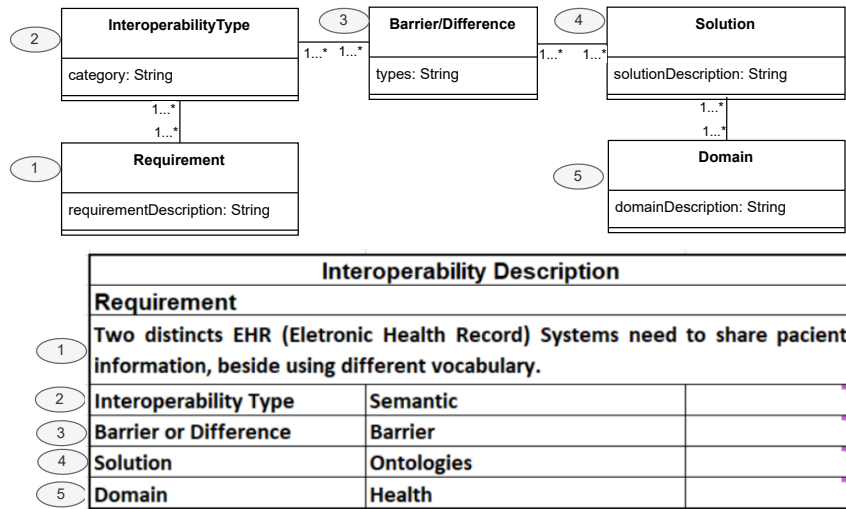 2
InteroperabilityType
3
Barrier/Difference
4
Solution
category: String
1...* 1...*
types: String
1...* 1...*
solutionDescription: String
1...*
1...*
1...*
1...*
1
Requirement
5
Domain
requirementDescription: String
domainDescription: String
Interoperability Description
Requirement
1
Two distincts EHR (Eletronic Health Record) Systems need to share pacient
information, beside using different vocabulary.
2 Interoperability Type Semantic
3 Barrier or Difference Barrier
4 Solution Ontologies
5 Domain Health